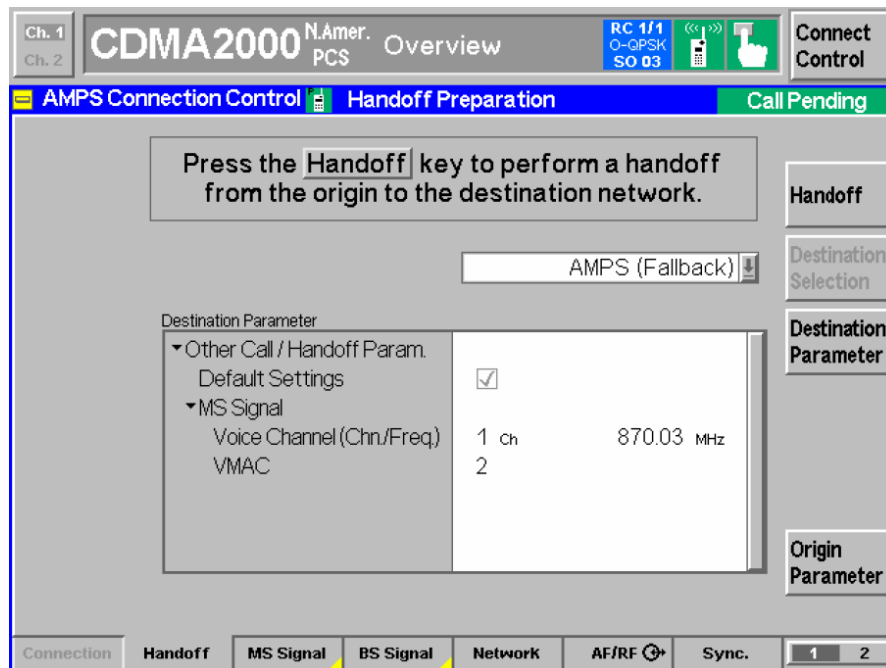 Ch. 1
Ch. 2
CDMA2000 N.Amer. PCS Overview
RC 1/1
O-QPSK
SO 03
Connect
Control
AMPS Connection Control P Handoff Preparation Call Pending
Press the Handoff key to perform a handoff
from the origin to the destination network.
Handoff
AMPS (Fallback)
Destination
Selection
Destination Parameter
Destination
Parameter
Other Call / Handoff Param.
Default Settings
MS Signal
Voice Channel (Chn./Freq.) 1 Ch 870.03 MHz
VMAC 2
Origin
Parameter
Connection Handoff MS Signal BS Signal Network AF/RF Sync. 1 2